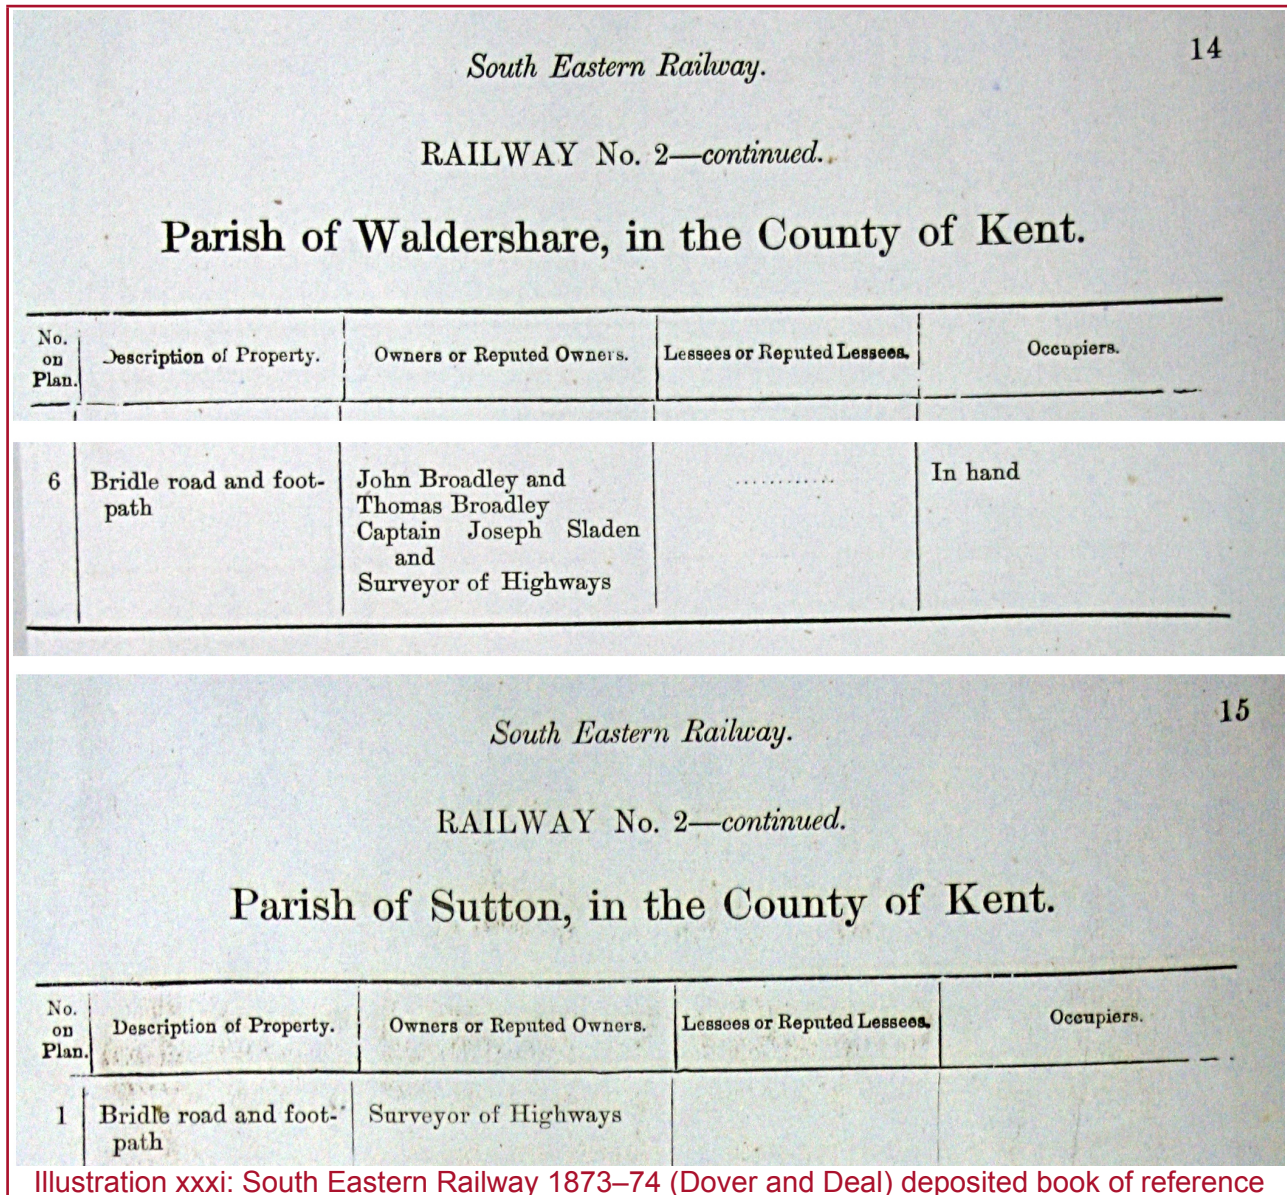 South Eastern Railway.
14
RAILWAY No. 2—continued.
Parish of Waldershare, in the County of Kent.
No. on Plan.
Description of Property.
Owners or Reputed Owners.
Lessees or Reputed Lessees.
Occupiers.
6
Bridle road and foot-
path
John Broadley and
Thomas Broadley
Captain Joseph Sladen
and
Surveyor of Highways
............
In hand
South Eastern Railway.
15
RAILWAY No. 2—continued.
Parish of Sutton, in the County of Kent.
No. on Plan.
Description of Property.
Owners or Reputed Owners.
Lessees or Reputed Lessees.
Occupiers.
1
Bridle road and foot-
path
Surveyor of Highways
Illustration xxxi: South Eastern Railway 1873–74 (Dover and Deal) deposited book of reference